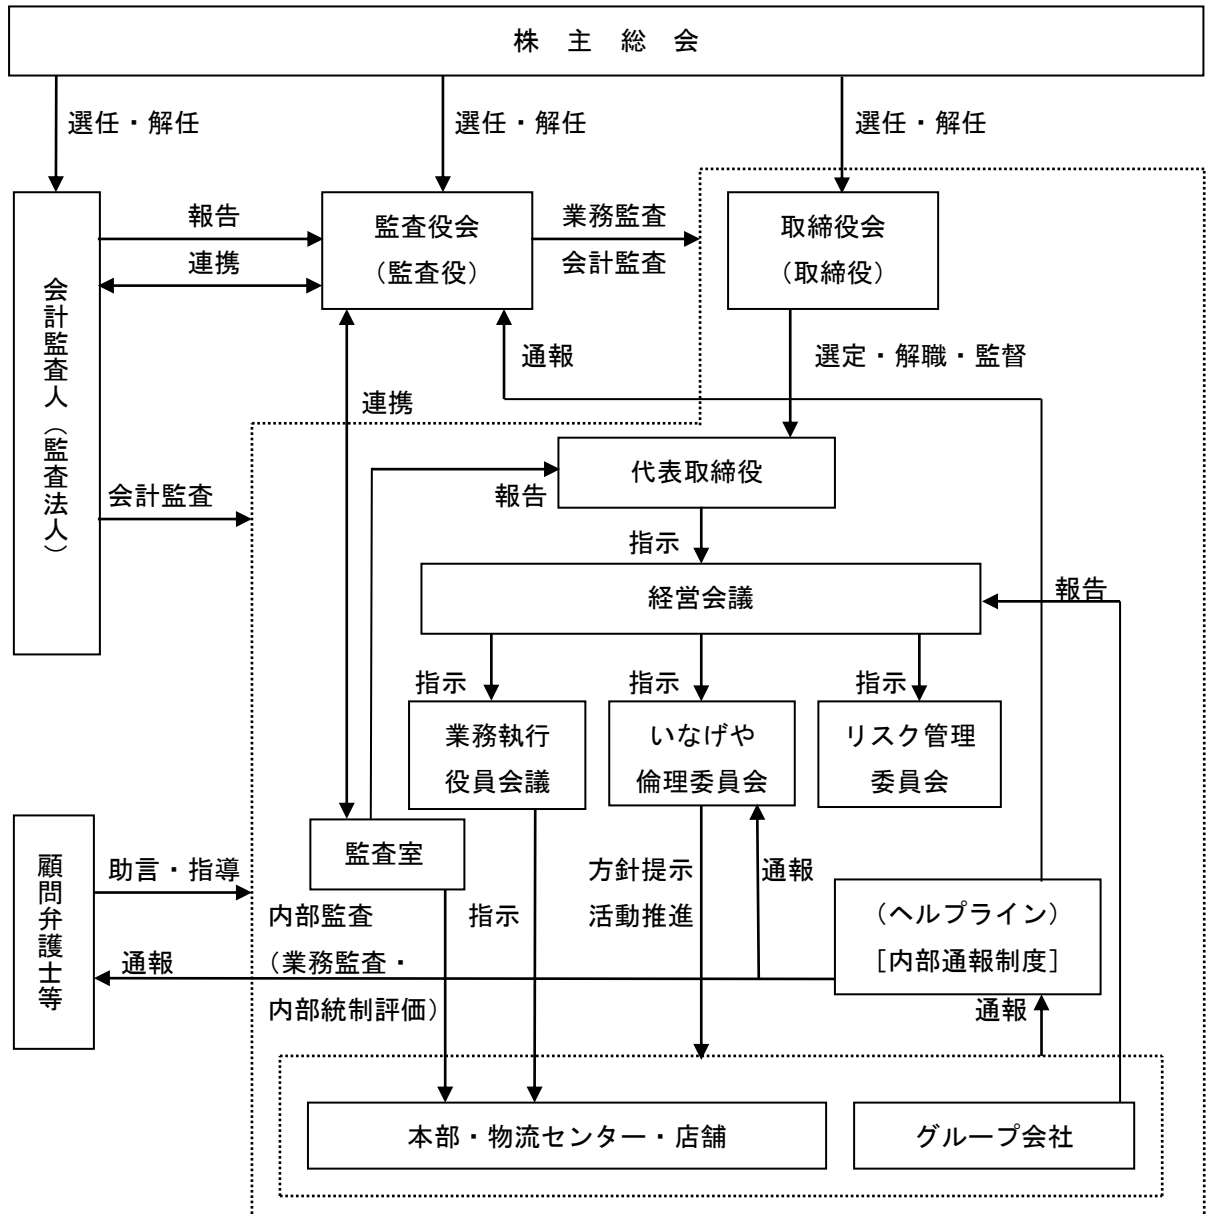 株 主 総 会
選任・解任
選任・解任
選任・解任
会計監査人（監査法人）
報告
連携
監査役会
（監査役）
業務監査
会計監査
取締役会
（取締役）
通報
選定・解職・監督
連携
代表取締役
報告
会計監査
指示
経営会議
報告
指示
指示
指示
業務執行
役員会議
いなげや
倫理委員会
リスク管理
委員会
監査室
顧問弁護士等
助言・指導
内部監査
（業務監査・
内部統制評価）
指示
方針提示
活動推進
通報
（ヘルプライン）
［内部通報制度］
通報
通報
本部・物流センター・店舗
グループ会社